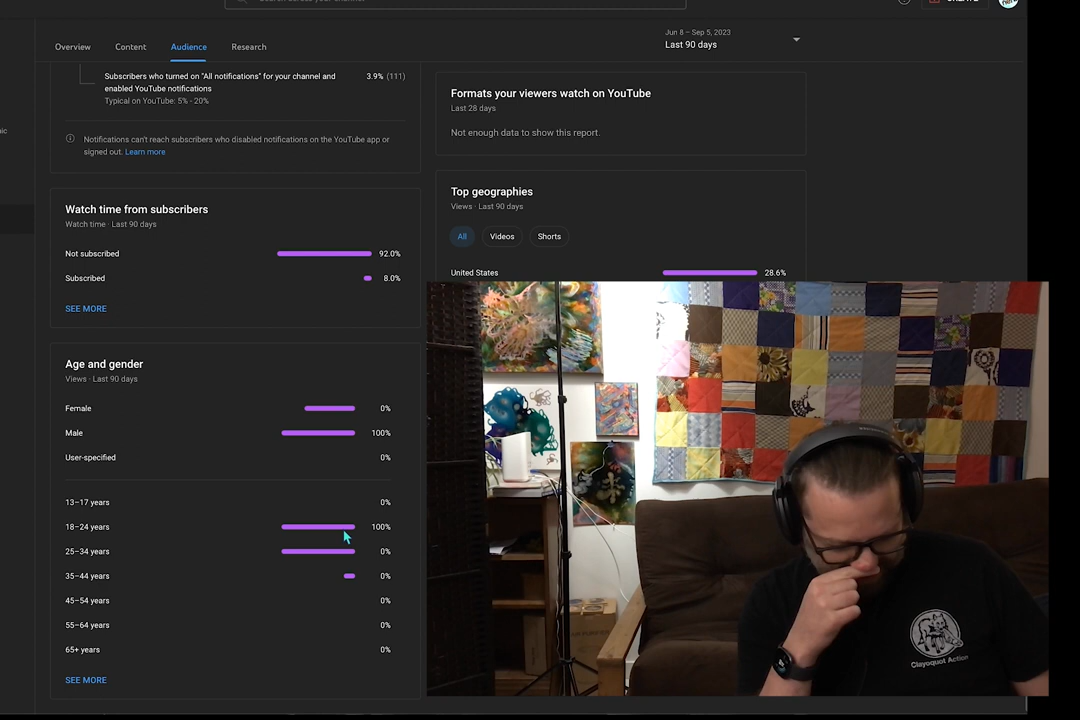 Overview
Content
Audience
Research
Jun 8 – Sep 5, 2023
Last 90 days
Subscribers who turned on "All notifications" for your channel and
enabled YouTube notifications
Typical on YouTube: 5% - 20%
3.9% (111)
Notifications can't reach subscribers who disabled notifications on the YouTube app or
signed out. Learn more
Watch time from subscribers
Watch time · Last 90 days
Not subscribed
92.0%
Subscribed
8.0%
SEE MORE
Age and gender
Views · Last 90 days
Female
0%
Male
100%
User-specified
0%
13–17 years
0%
18–24 years
100%
25–34 years
0%
35–44 years
0%
45–54 years
0%
55–64 years
0%
65+ years
0%
SEE MORE
Formats your viewers watch on YouTube
Last 28 days
Not enough data to show this report.
Top geographies
Views · Last 90 days
All
Videos
Shorts
United States
28.6%
Clayoquot Action